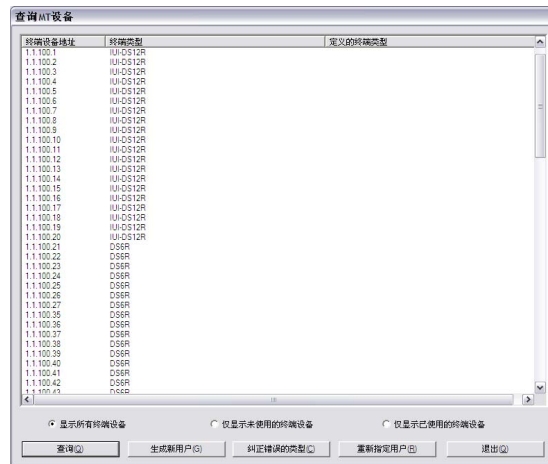 查询MT设备
终端设备地址 终端类型 定义的终端类型
1.1.100.1 IUI-DS12R
1.1.100.2 IUI-DS12R
1.1.100.3 IUI-DS12R
1.1.100.4 IUI-DS12R
1.1.100.5 IUI-DS12R
1.1.100.6 IUI-DS12R
1.1.100.7 IUI-DS12R
1.1.100.8 IUI-DS12R
1.1.100.9 IUI-DS12R
1.1.100.10 IUI-DS12R
1.1.100.11 IUI-DS12R
1.1.100.12 IUI-DS12R
1.1.100.13 IUI-DS12R
1.1.100.14 IUI-DS12R
1.1.100.15 IUI-DS12R
1.1.100.16 IUI-DS12R
1.1.100.17 IUI-DS12R
1.1.100.18 IUI-DS12R
1.1.100.19 IUI-DS12R
1.1.100.20 IUI-DS12R
1.1.100.21 DS6R
1.1.100.22 DS6R
1.1.100.23 DS6R
1.1.100.24 DS6R
1.1.100.25 DS6R
1.1.100.26 DS6R
1.1.100.27 DS6R
1.1.100.35 DS6R
1.1.100.36 DS6R
1.1.100.37 DS6R
1.1.100.38 DS6R
1.1.100.39 DS6R
1.1.100.40 DS6R
1.1.100.41 DS6R
1.1.100.42 DS6R
1.1.100.43 DS6R
显示所有终端设备 仅显示未使用的终端设备 仅显示已使用的终端设备
查询(Q) 生成新用户(G) 纠正错误的类型(C) 重新指定用户(R) 退出(Q)